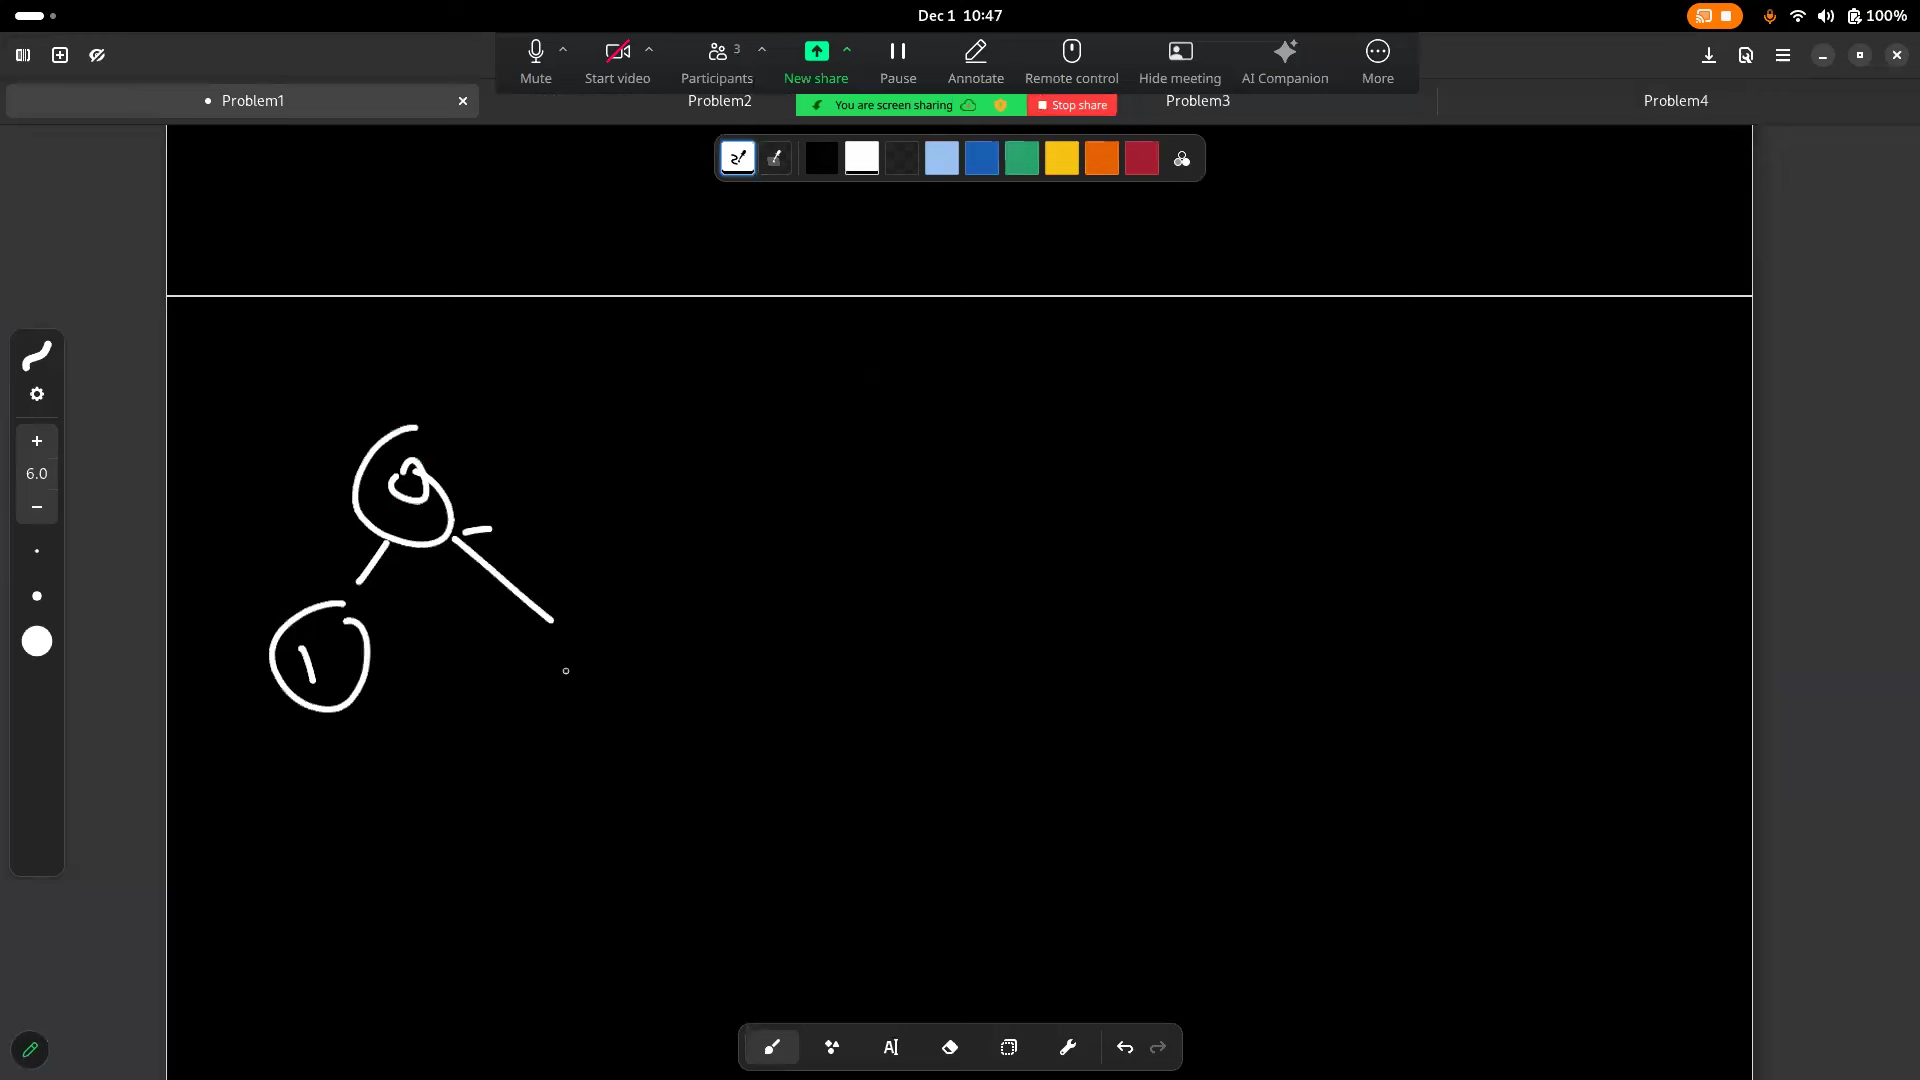 Dec 1 10:47
100%
Mute
Start video
Participants 3
New share
Pause
Annotate
Remote control
Hide meeting
AI Companion
More
Problem1
Problem2
You are screen sharing
Stop share
Problem3
Problem4
6.0
0
1